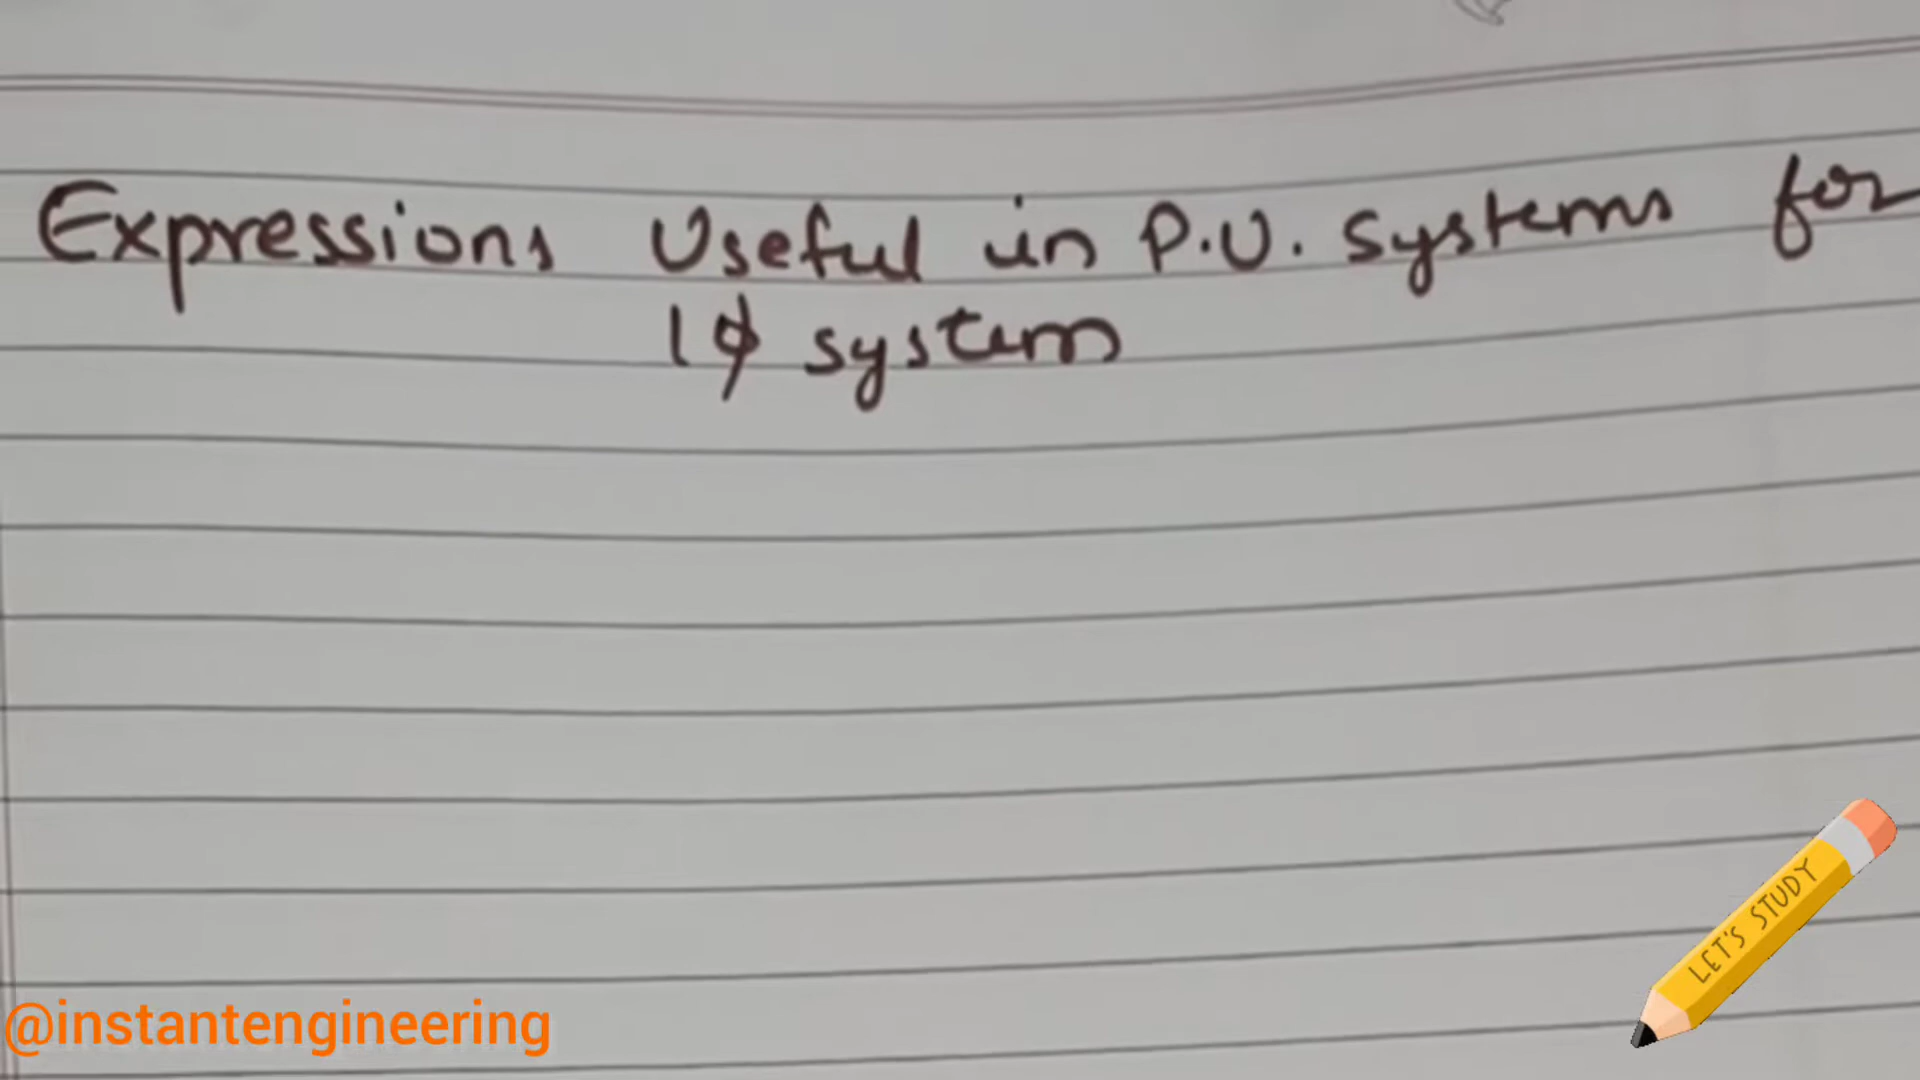 Expressions Useful in P.U. systems for
1ϕ system
LET'S STUDY
@instantengineering